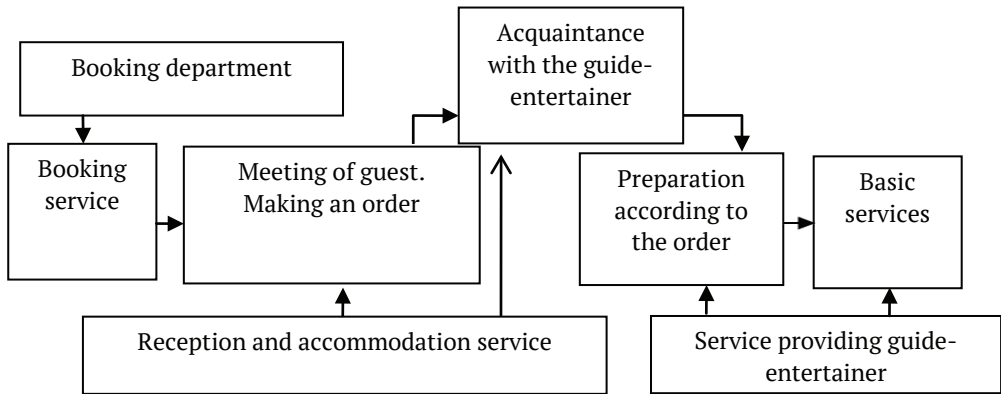 Booking department
Acquaintance
with the guide-
entertainer
Booking
service
Meeting of guest.
Making an order
Preparation
according to
the order
Basic
services
Reception and accommodation service
Service providing guide-
entertainer